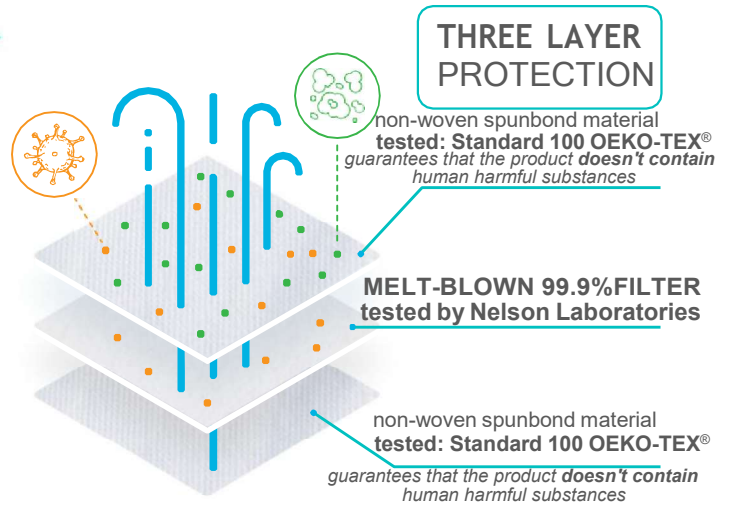 THREE LAYER
PROTECTION
non-woven spunbond material
tested: Standard 100 OEKO-TEX®
guarantees that the product doesn't contain
human harmful substances
MELT-BLOWN 99.9%FILTER
tested by Nelson Laboratories
non-woven spunbond material
tested: Standard 100 OEKO-TEX®
guarantees that the product doesn't contain
human harmful substances